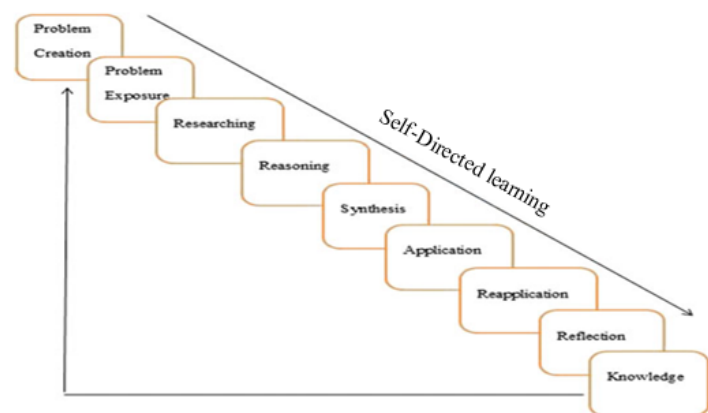 Problem
Creation
Problem
Exposure
Researching
Self-Directed learning
Reasoning
Synthesis
Application
Reapplication
Reflection
Knowledge